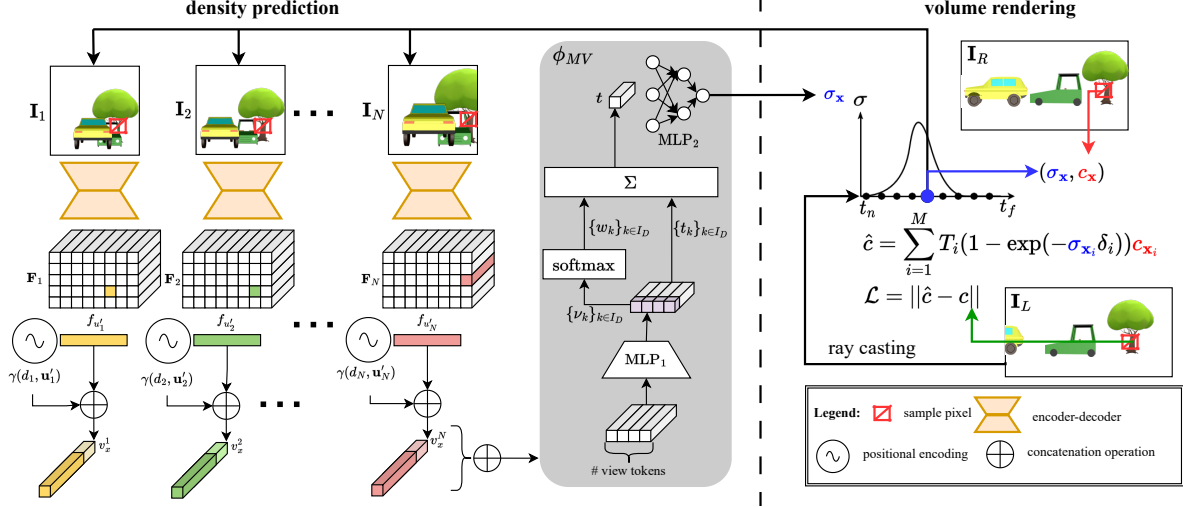 density prediction
volume rendering
I_1
I_2
I_N
F_1
F_2
F_N
f_{u'_1}
f_{u'_2}
f_{u'_N}
γ(d_1, u'_1)
γ(d_2, u'_2)
γ(d_N, u'_N)
v_x^1
v_x^2
v_x^N
ϕ_{MV}
t
MLP_2
Σ
{w_k}_{k∈I_D}
{t_k}_{k∈I_D}
softmax
{ν_k}_{k∈I_D}
MLP_1
# view tokens
σ_x
I_R
σ
(σ_x, c_x)
t_n
t_f
ĉ = \sum_{i=1}^{M} T_i(1 − exp(−σ_{x_i} δ_i))c_{x_i}
L = ||ĉ − c||
I_L
ray casting
Legend:
sample pixel
encoder-decoder
positional encoding
concatenation operation